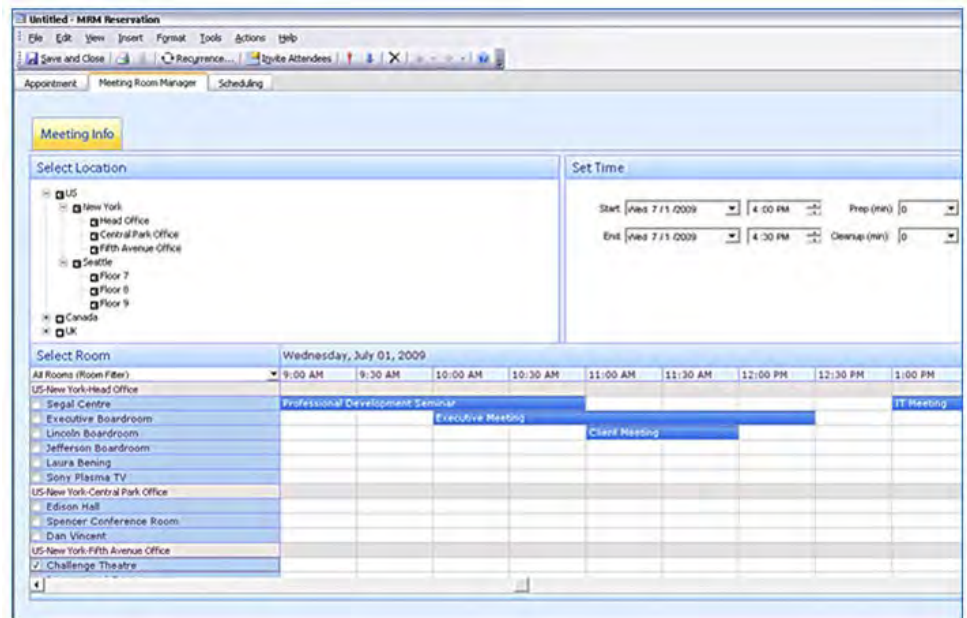 Untitled - MRM Reservation
File Edit View Insert Format Tools Actions Help
Save and Close Recurrence... Invite Attendees
Appointment Meeting Room Manager Scheduling
Meeting Info
Select Location Set Time
US
New York
Head Office
Central Park Office
Fifth Avenue Office
Seattle
Floor 7
Floor 8
Floor 9
Canada
UK
Start Wed 7/1/2009 4:00 PM Prep (min) 0
End Wed 7/1/2009 4:30 PM Cleanup (min) 0
Select Room Wednesday, July 01, 2009
All Rooms (Room Filter) 9:00 AM 9:30 AM 10:00 AM 10:30 AM 11:00 AM 11:30 AM 12:00 PM 12:30 PM 1:00 PM
US-New York-Head Office
Segal Centre Professional Development Seminar IT Meeting
Executive Boardroom Executive Meeting
Lincoln Boardroom Client Meeting
Jefferson Boardroom
Laura Bening
Sony Plasma TV
US-New York-Central Park Office
Edison Hall
Spencer Conference Room
Dan Vincent
US-New York-Fifth Avenue Office
Challenge Theatre